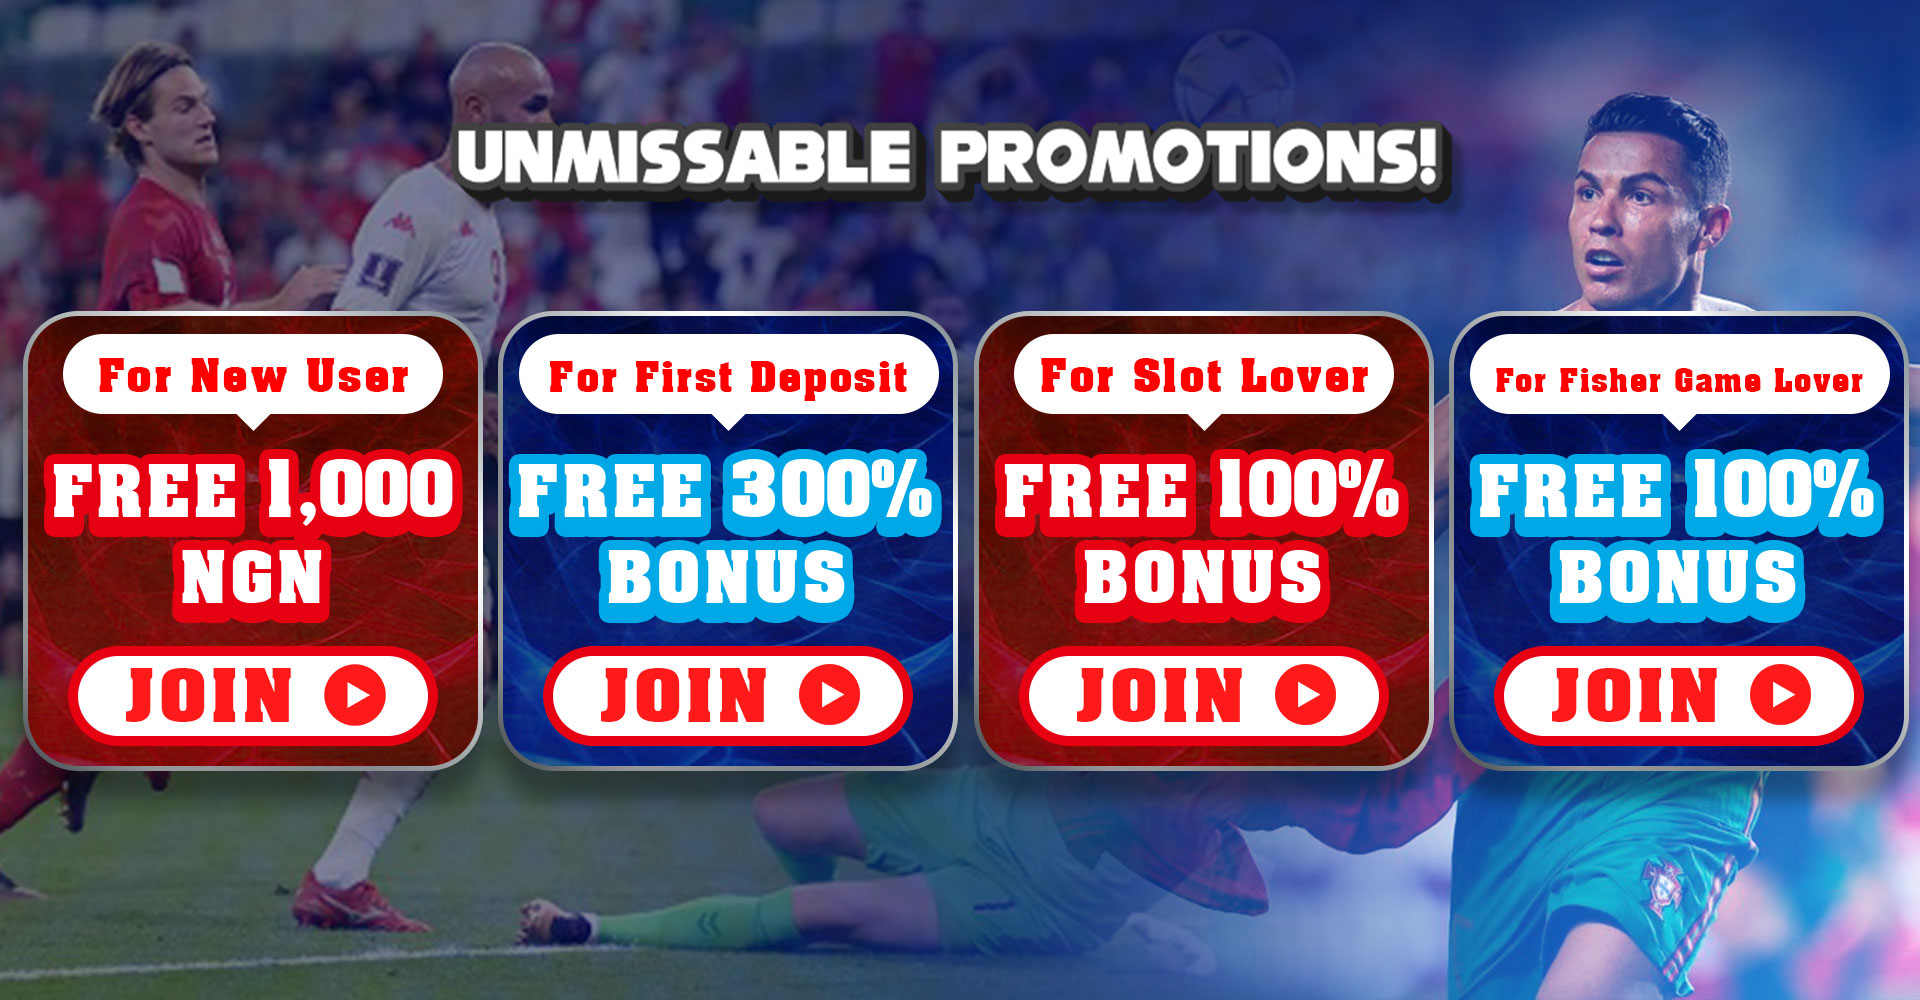 UNMISSABLE PROMOTIONS!
For New User
FREE 1,000
NGN
JOIN
For First Deposit
FREE 300%
BONUS
JOIN
For Slot Lover
FREE 100%
BONUS
JOIN
For Fisher Game Lover
FREE 100%
BONUS
JOIN